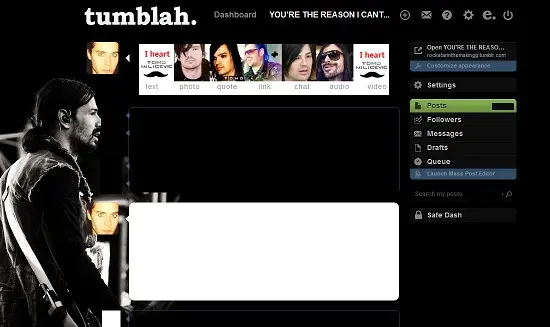 tumblah.
Dashboard
YOU'RE THE REASON I CANT...
I heart
TOMO
MILICEVIC
TOMO
I heart
TOMO
MILICEVIC
text
photo
quote
link
chat
audio
video
Open YOU'RE THE REASO...
rocketarinthemakingg.tumblr.com
Customize appearance
Settings
Posts
Followers
Messages
Drafts
Queue
Launch Mass Post Editor
Search my posts
Safe Dash